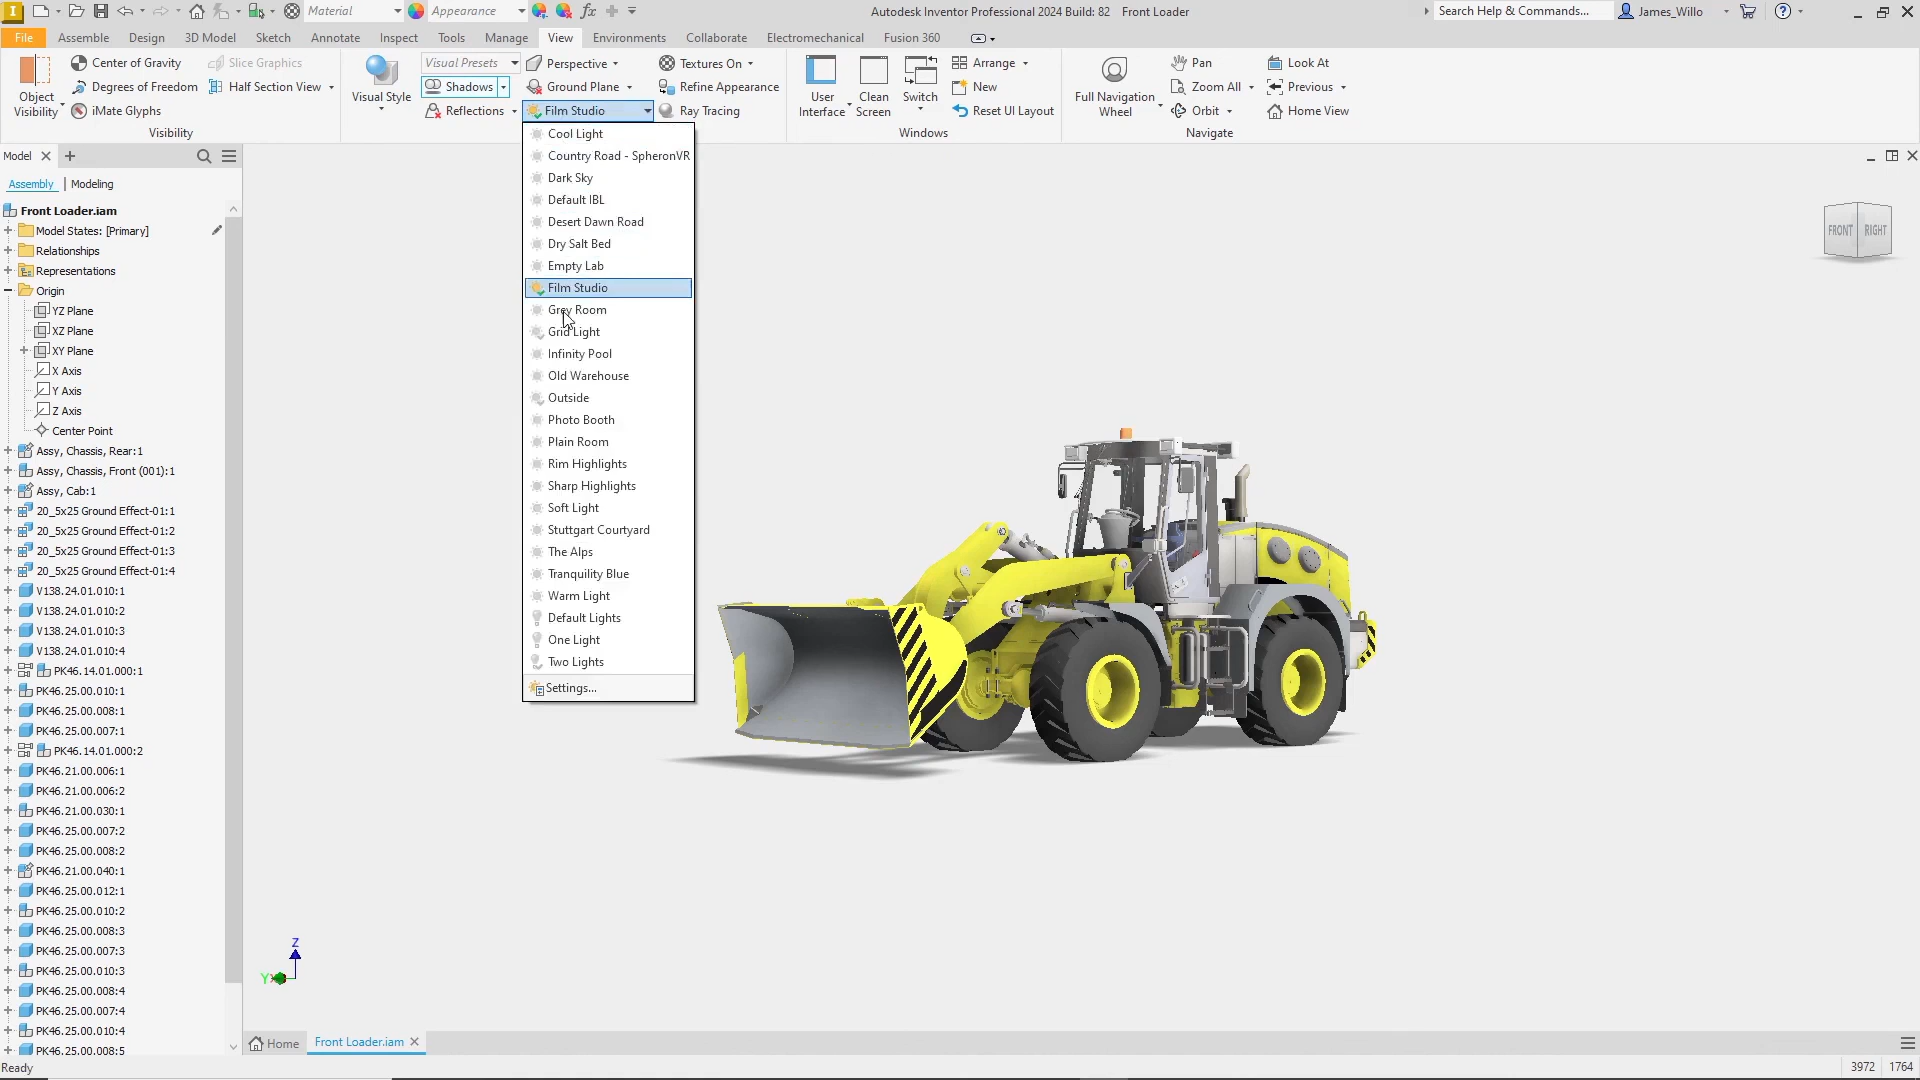 Material
Appearance
Autodesk Inventor Professional 2024 Build: 82 Front Loader
Search Help & Commands...
James_Willo
File Assemble Design 3D Model Sketch Annotate Inspect Tools Manage View Environments Collaborate Electromechanical Fusion 360
Object Visibility
Center of Gravity
Degrees of Freedom
iMate Glyphs
Slice Graphics
Half Section View
Visibility
Visual Style
Visual Presets
Shadows
Reflections
Perspective
Ground Plane
Film Studio
Textures On
Refine Appearance
Ray Tracing
User Interface
Clean Screen
Switch
Arrange
New
Reset UI Layout
Windows
Full Navigation Wheel
Pan
Zoom All
Orbit
Look At
Previous
Home View
Navigate
Cool Light
Country Road - SpheronVR
Dark Sky
Default IBL
Desert Dawn Road
Dry Salt Bed
Empty Lab
Film Studio
Grey Room
Grid Light
Infinity Pool
Old Warehouse
Outside
Photo Booth
Plain Room
Rim Highlights
Sharp Highlights
Soft Light
Stuttgart Courtyard
The Alps
Tranquility Blue
Warm Light
Default Lights
One Light
Two Lights
Settings...
Model
Assembly | Modeling
Front Loader.iam
Model States: [Primary]
Relationships
Representations
Origin
YZ Plane
XZ Plane
XY Plane
X Axis
Y Axis
Z Axis
Center Point
Assy, Chassis, Rear:1
Assy, Chassis, Front (001):1
Assy, Cab:1
20_5x25 Ground Effect-01:1
20_5x25 Ground Effect-01:2
20_5x25 Ground Effect-01:3
20_5x25 Ground Effect-01:4
V138.24.01.010:1
V138.24.01.010:2
V138.24.01.010:3
V138.24.01.010:4
PK46.14.01.000:1
PK46.25.00.010:1
PK46.25.00.008:1
PK46.25.00.007:1
PK46.14.01.000:2
PK46.21.00.006:1
PK46.21.00.006:2
PK46.21.00.030:1
PK46.25.00.007:2
PK46.25.00.008:2
PK46.21.00.040:1
PK46.25.00.012:1
PK46.25.00.010:2
PK46.25.00.008:3
PK46.25.00.007:3
PK46.25.00.010:3
PK46.25.00.008:4
PK46.25.00.007:4
PK46.25.00.010:4
PK46.25.00.008:5
FRONT RIGHT
Z
Y
Home
Front Loader.iam
Ready
3972 1764